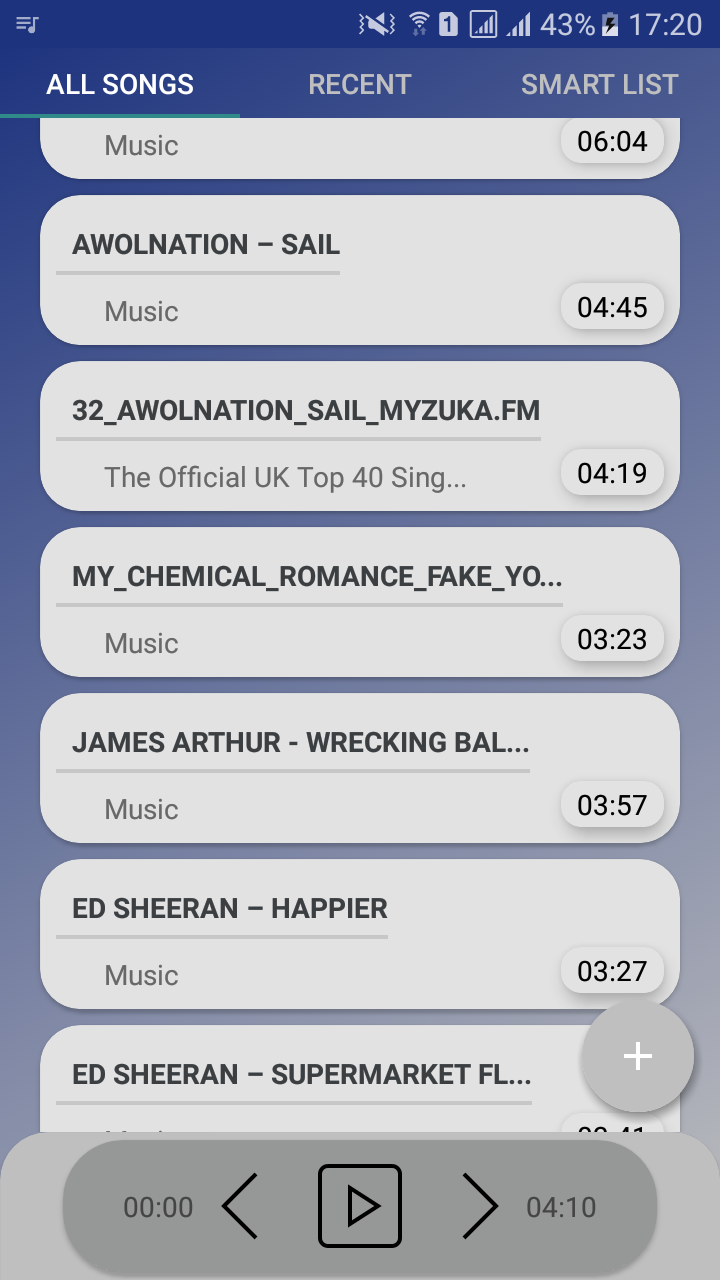 1 43% 17:20
ALL SONGS RECENT SMART LIST
Music 06:04
AWOLNATION – SAIL
Music 04:45
32_AWOLNATION_SAIL_MYZUKA.FM
The Official UK Top 40 Sing... 04:19
MY_CHEMICAL_ROMANCE_FAKE_YO...
Music 03:23
JAMES ARTHUR - WRECKING BAL...
Music 03:57
ED SHEERAN – HAPPIER
Music 03:27
ED SHEERAN – SUPERMARKET FL...
00:00 04:10